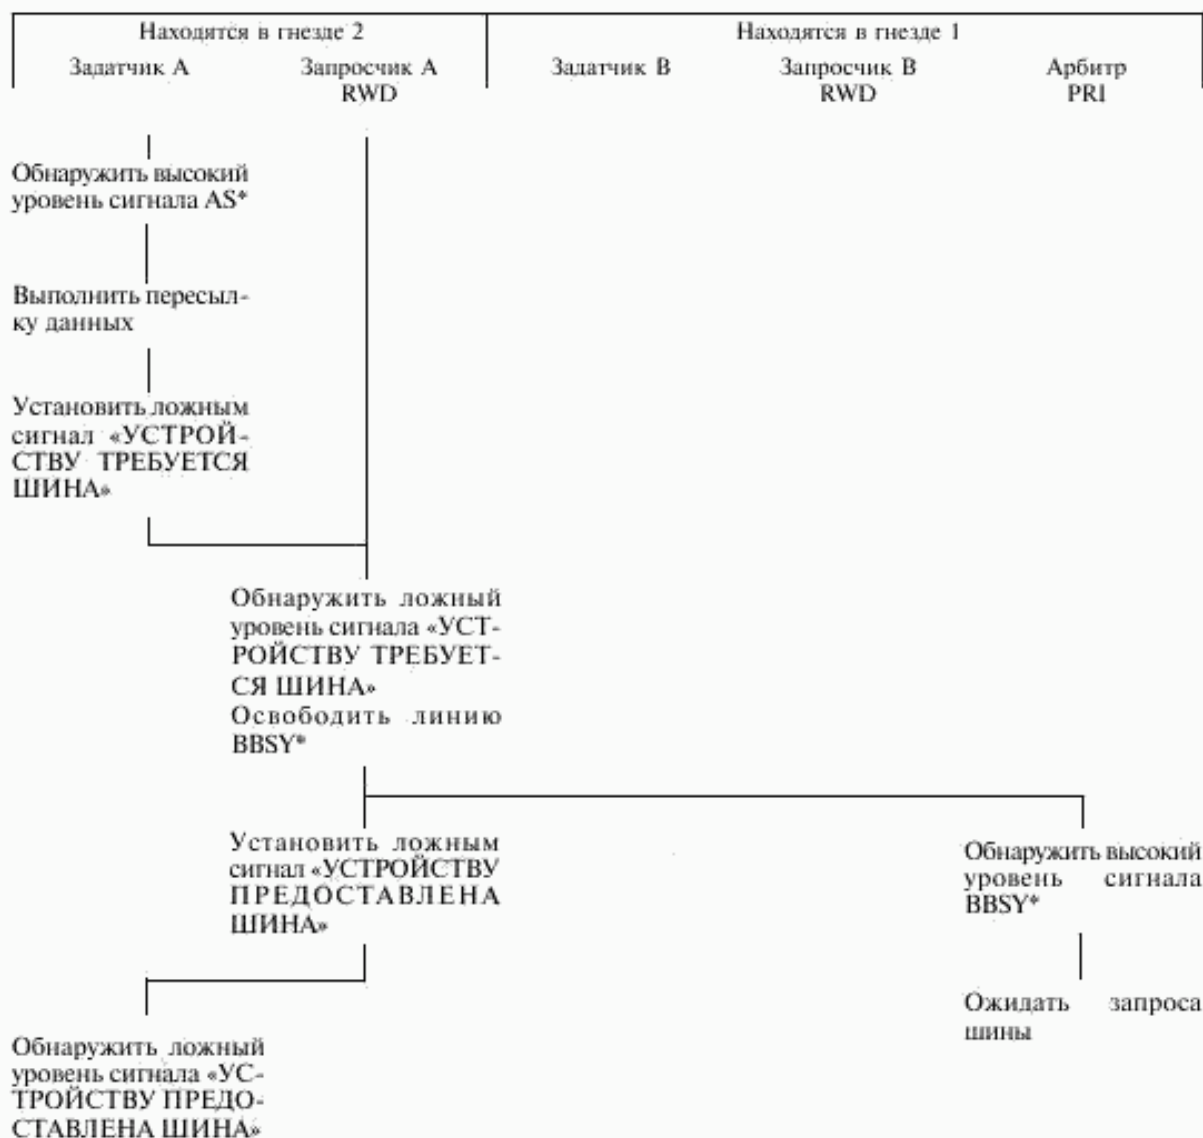 Находятся в гнезде 2
Находятся в гнезде 1
Задатчик А
Запросчик А
RWD
Задатчик В
Запросчик В
RWD
Арбитр
PRI
Обнаружить высокий
уровень сигнала AS*
Выполнить пересыл-
ку данных
Установить ложным
сигнал «УСТРОЙ-
СТВУ ТРЕБУЕТСЯ
ШИНА»
Обнаружить ложный
уровень сигнала «УСТ-
РОЙСТВУ ТРЕБУЕТ-
СЯ ШИНА»
Освободить линию
BBSY*
Установить ложным
сигнал «УСТРОЙСТВУ
ПРЕДОСТАВЛЕНА
ШИНА»
Обнаружить высокий
уровень сигнала
BBSY*
Ожидать запроса
шины
Обнаружить ложный
уровень сигнала «УС-
ТРОЙСТВУ ПРЕДО-
СТАВЛЕНА ШИНА»